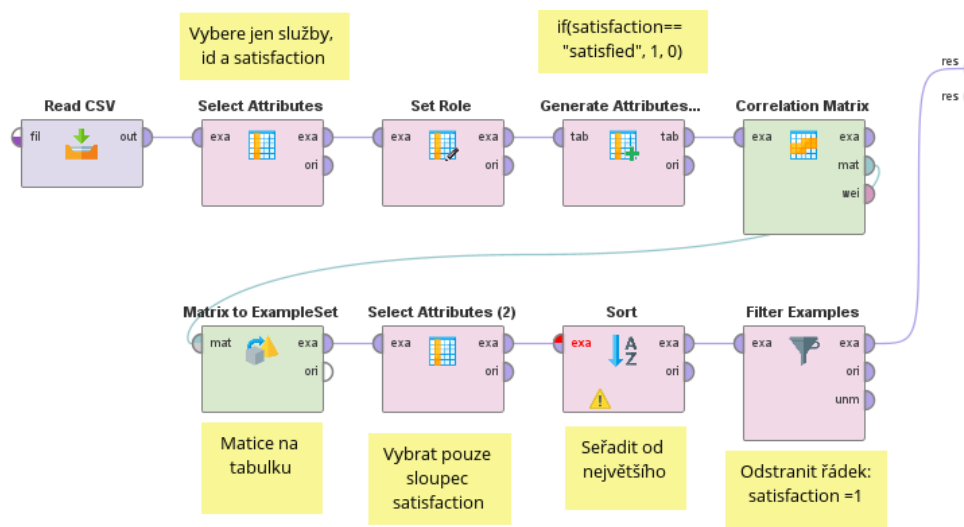 Vybere jen služby,
id a satisfaction
if(satisfaction==
"satisfied", 1, 0)
res
res
Read CSV
Select Attributes
Set Role
Generate Attributes...
Correlation Matrix
fil
out
exa
exa
ori
exa
exa
ori
tab
tab
ori
exa
exa
mat
wei
Matrix to ExampleSet
Select Attributes (2)
Sort
Filter Examples
mat
exa
ori
exa
exa
ori
exa
exa
ori
exa
exa
ori
unm
Matice na
tabulku
Vybrat pouze
sloupec
satisfaction
Seřadit od
největšího
Odstranit řádek:
satisfaction =1